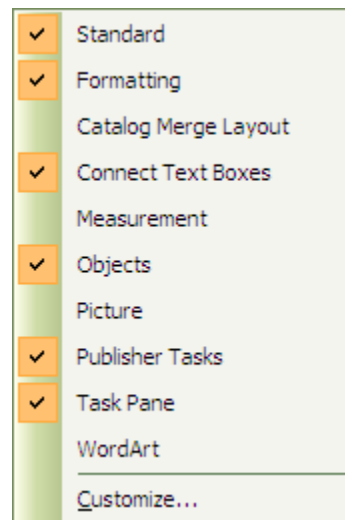 Standard
Formatting
Catalog Merge Layout
Connect Text Boxes
Measurement
Objects
Picture
Publisher Tasks
Task Pane
WordArt
Customize...